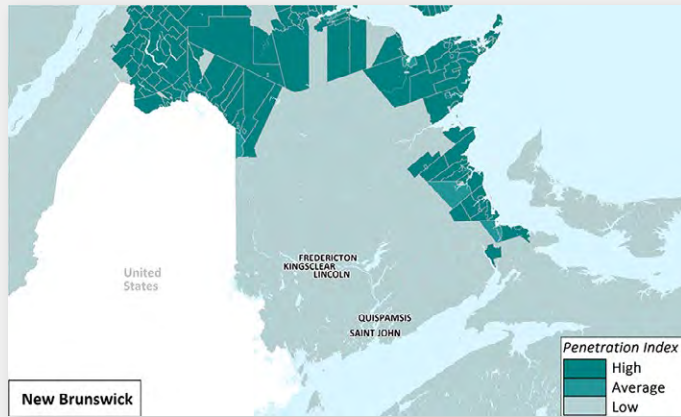 United
States
FREDERICTON
KINGSCLEAR
LINCOLN
QUISPAMSIS
SAINT JOHN
New Brunswick
Penetration Index
High
Average
Low